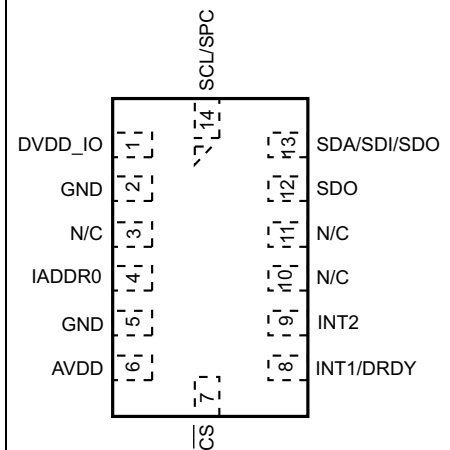 SCL/SPC
14
DVDD_IO 1
13 SDA/SDI/SDO
GND 2
12 SDO
N/C 3
11 N/C
IADDR0 4
10 N/C
GND 5
9 INT2
AVDD 6
8 INT1/DRDY
7
CS